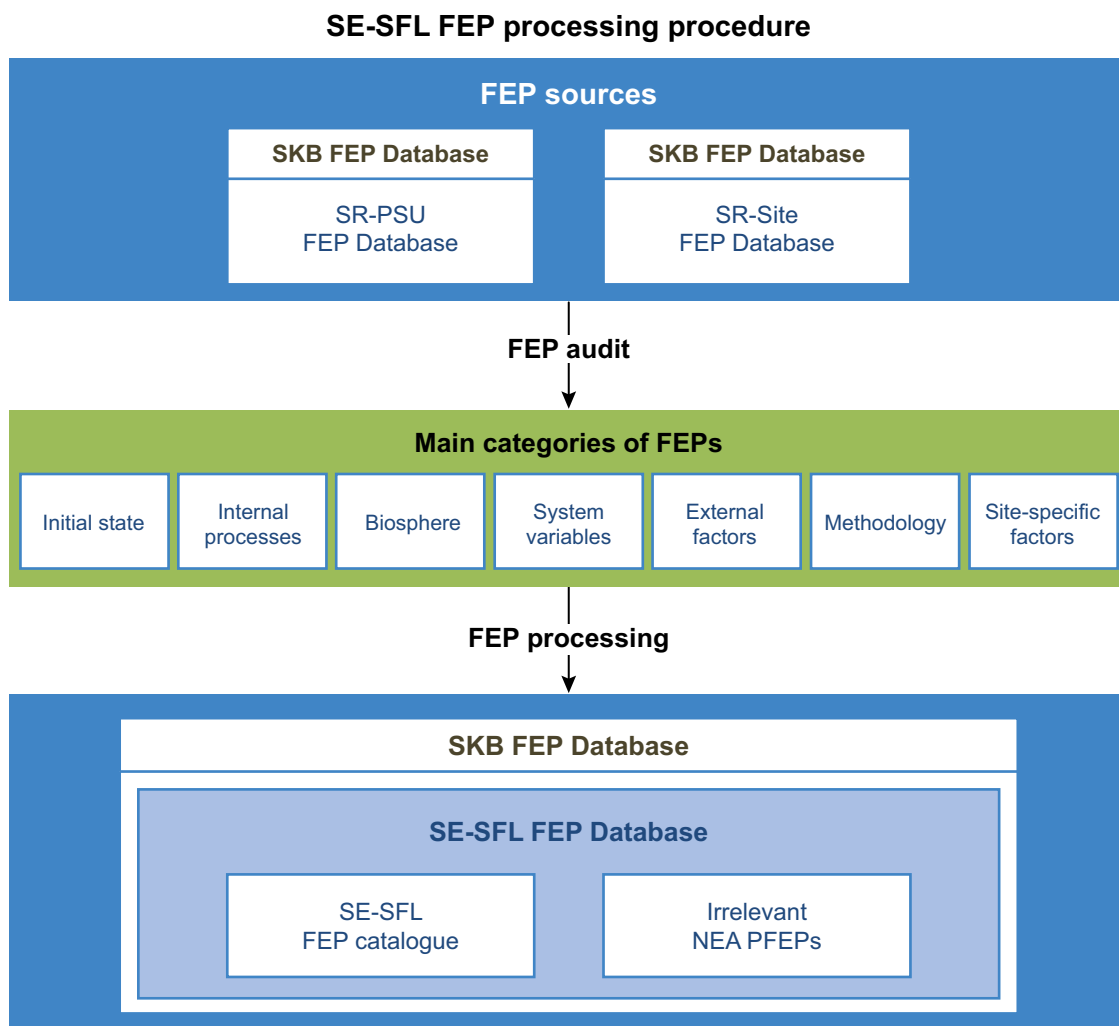 SE-SFL FEP processing procedure
FEP sources
SKB FEP Database
SR-PSU
FEP Database
SKB FEP Database
SR-Site
FEP Database
FEP audit
Main categories of FEPs
Initial state
Internal
processes
Biosphere
System
variables
External
factors
Methodology
Site-specific
factors
FEP processing
SKB FEP Database
SE-SFL FEP Database
SE-SFL
FEP catalogue
Irrelevant
NEA PFEPs